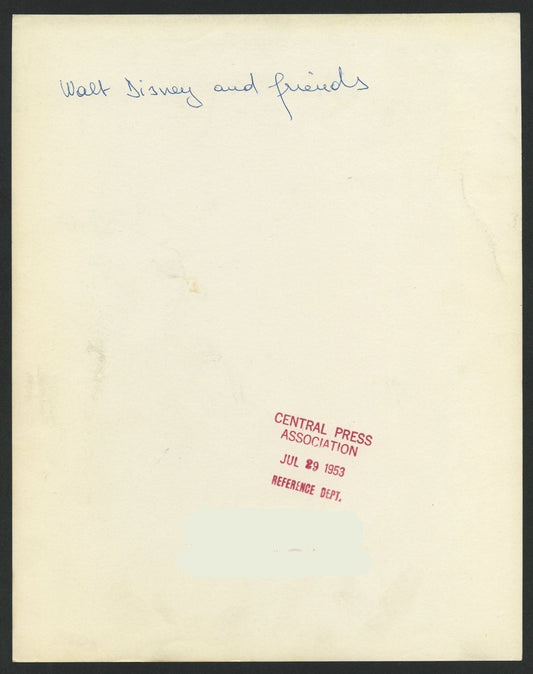 Walt Disney and friends
CENTRAL PRESS
ASSOCIATION
JUL 29 1953
REFERENCE DEPT.